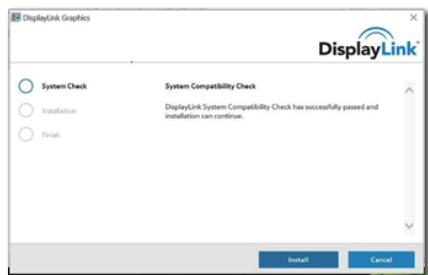 DisplayLink Graphics
DisplayLink
System Check
Installation
Finish
System Compatibility Check
DisplayLink System Compatibility Check has successfully passed and
installation can continue.
Install
Cancel